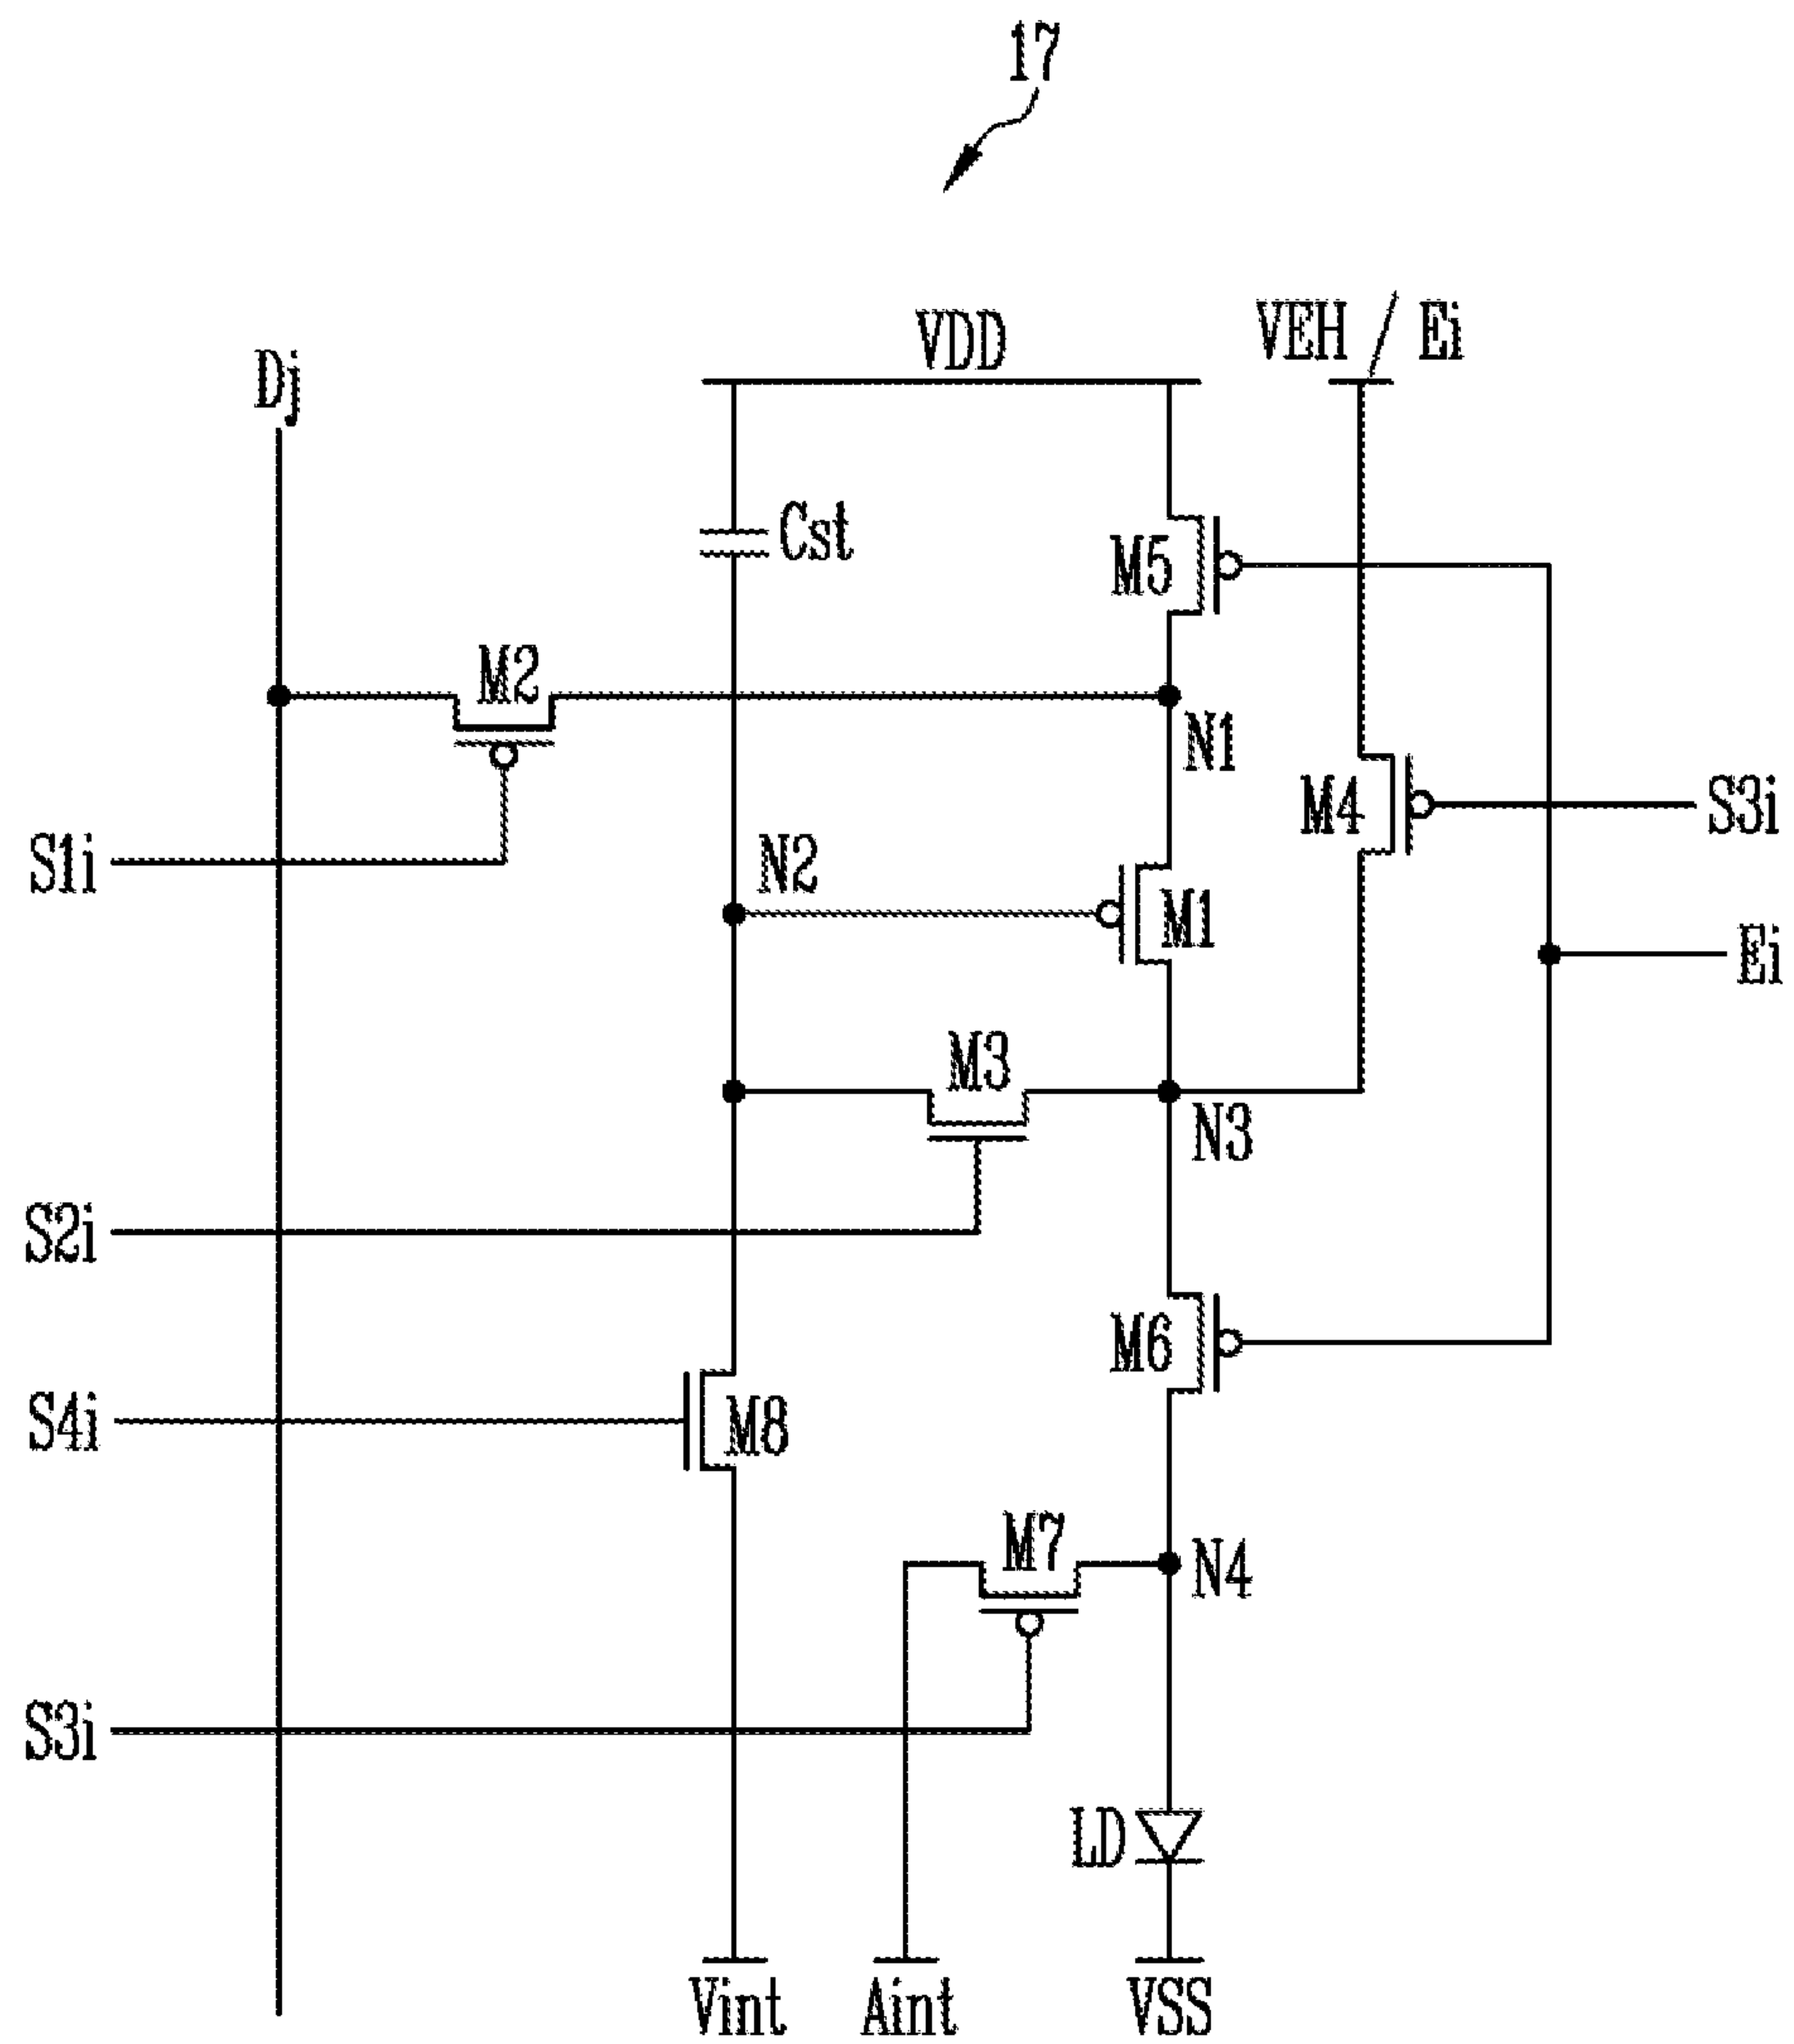 17
VDD
VEH / Ei
Dj
Cst
M5
M2
N1
M4
S3i
S1i
N2
M1
Ei
M3
N3
S2i
M6
S4i
M8
M7
N4
S3i
LD
Vint
Aint
VSS